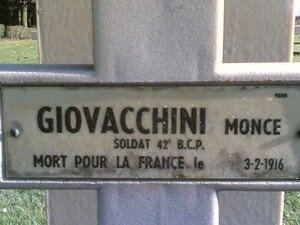 GIOVACCHINI MONCE
SOLDAT 42ᵉ B.C.P.
MORT POUR LA FRANCE le 3-2-1916